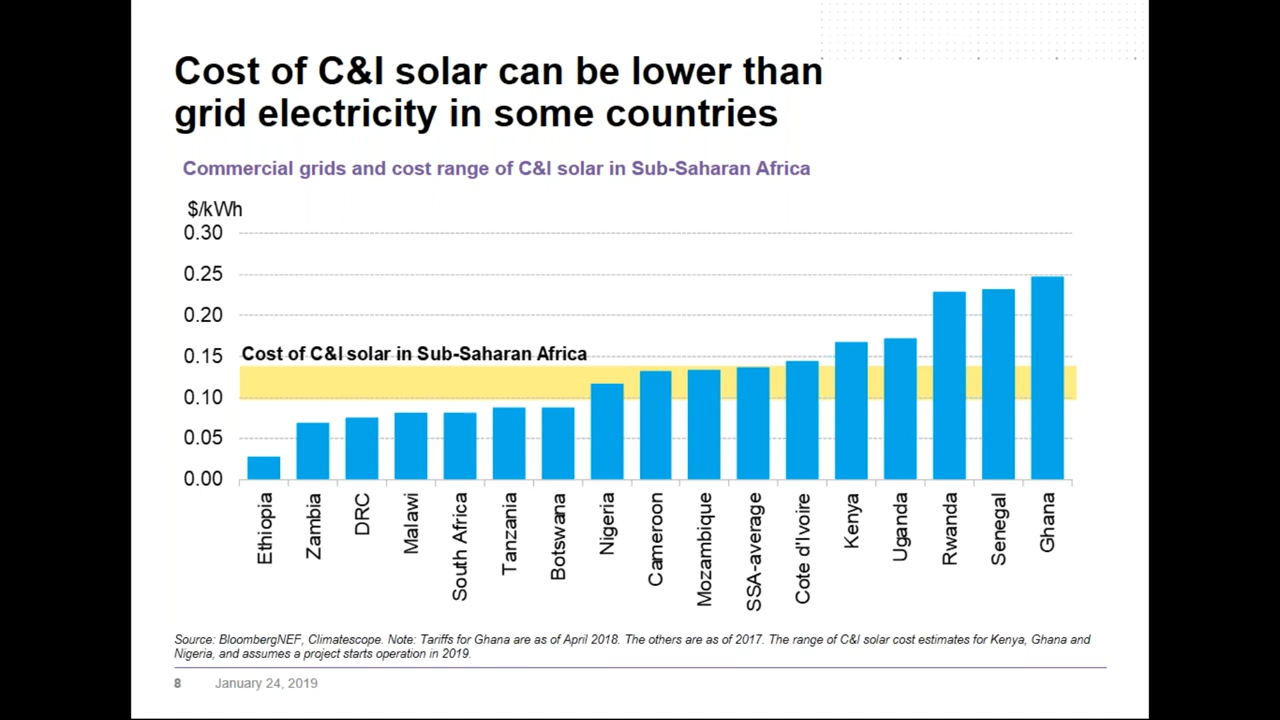 Cost of C&I solar can be lower than
grid electricity in some countries
Commercial grids and cost range of C&I solar in Sub-Saharan Africa
$/kWh
0.30
0.25
0.20
0.15
Cost of C&I solar in Sub-Saharan Africa
0.10
0.05
0.00
Ethiopia
Zambia
DRC
Malawi
South Africa
Tanzania
Botswana
Nigeria
Cameroon
Mozambique
SSA-average
Cote d'Ivoire
Kenya
Uganda
Rwanda
Senegal
Ghana
Source: BloombergNEF, Climatescope. Note: Tariffs for Ghana are as of April 2018. The others are as of 2017. The range of C&I solar cost estimates for Kenya, Ghana and
Nigeria, and assumes a project starts operation in 2019.
8 January 24, 2019